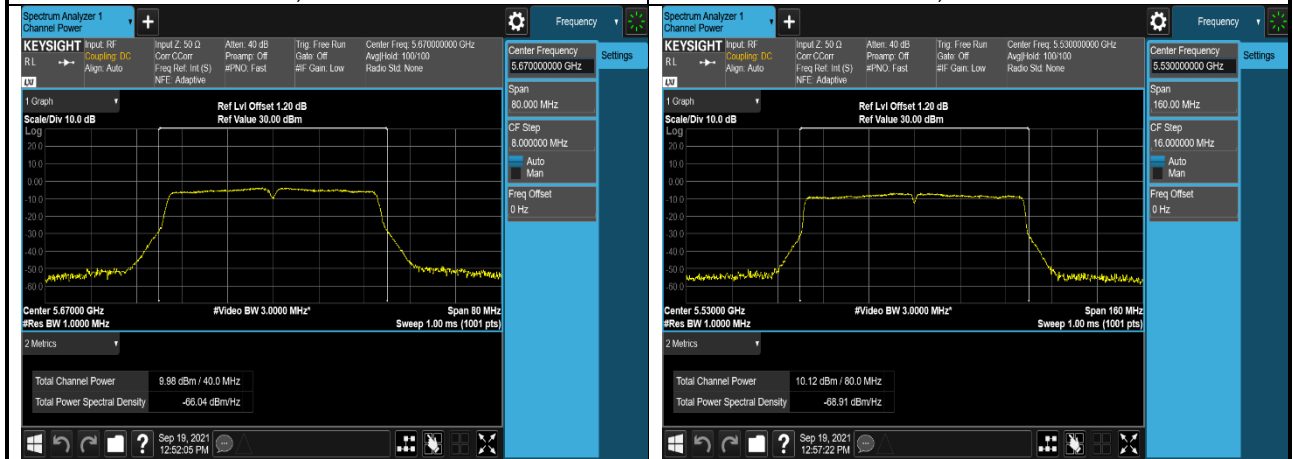 Spectrum Analyzer 1
Channel Power
Frequency
KEYSIGHT
RL
LXI
Input: RF
Coupling: DC
Align: Auto
Input Z: 50 Ω
Corr CCorr
Freq Ref: Int (S)
NFE: Adaptive
Atten: 40 dB
Preamp: Off
#PNO: Fast
Trig: Free Run
Gate: Off
#IF Gain: Low
Center Freq: 5.670000000 GHz
Avg|Hold: 100/100
Radio Std: None
Center Frequency
5.670000000 GHz
Settings
Span
80.000 MHz
CF Step
8.000000 MHz
Auto
Man
Freq Offset
0 Hz
1 Graph
Scale/Div 10.0 dB
Ref Lvl Offset 1.20 dB
Ref Value 30.00 dBm
Log
20.0
10.0
0.00
-10.0
-20.0
-30.0
-40.0
-50.0
-60.0
Center 5.67000 GHz
#Video BW 3.0000 MHz*
Span 80 MHz
#Res BW 1.0000 MHz
Sweep 1.00 ms (1001 pts)
2 Metrics
Total Channel Power 9.98 dBm / 40.0 MHz
Total Power Spectral Density -66.04 dBm/Hz
?
Sep 19, 2021
12:52:05 PM
Spectrum Analyzer 1
Channel Power
Frequency
KEYSIGHT
RL
LXI
Input: RF
Coupling: DC
Align: Auto
Input Z: 50 Ω
Corr CCorr
Freq Ref: Int (S)
NFE: Adaptive
Atten: 40 dB
Preamp: Off
#PNO: Fast
Trig: Free Run
Gate: Off
#IF Gain: Low
Center Freq: 5.530000000 GHz
Avg|Hold: 100/100
Radio Std: None
Center Frequency
5.530000000 GHz
Settings
Span
160.00 MHz
CF Step
16.000000 MHz
Auto
Man
Freq Offset
0 Hz
1 Graph
Scale/Div 10.0 dB
Ref Lvl Offset 1.20 dB
Ref Value 30.00 dBm
Log
20.0
10.0
0.00
-10.0
-20.0
-30.0
-40.0
-50.0
-60.0
Center 5.53000 GHz
#Video BW 3.0000 MHz*
Span 160 MHz
#Res BW 1.0000 MHz
Sweep 1.00 ms (1001 pts)
2 Metrics
Total Channel Power 10.12 dBm / 80.0 MHz
Total Power Spectral Density -68.91 dBm/Hz
?
Sep 19, 2021
12:57:22 PM